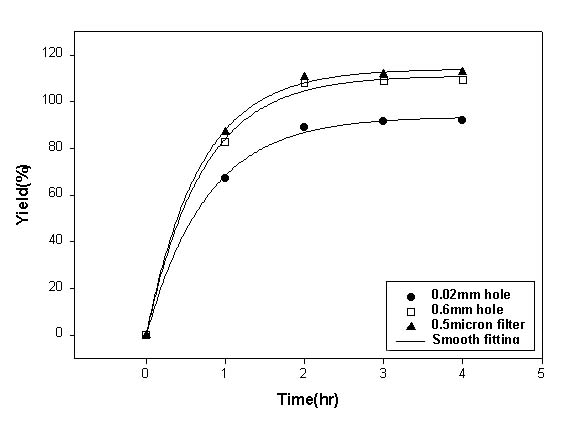 120
100
80
60
40
20
0
Yield(%)
0 1 2 3 4 5
Time(hr)
0.02mm hole
0.6mm hole
0.5micron filter
Smooth fitting